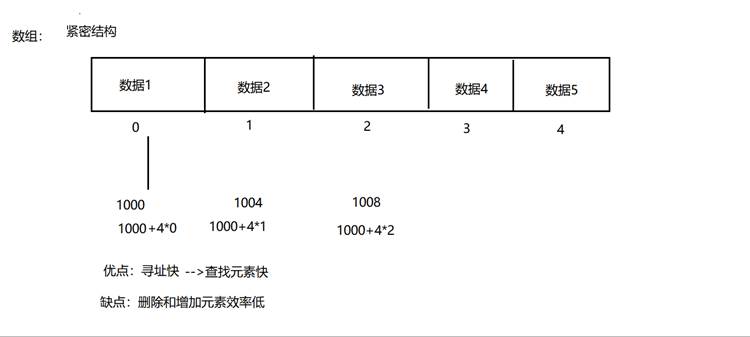 数组： 紧密结构
数据1 数据2 数据3 数据4 数据5
0 1 2 3 4
1000 1004 1008
1000+4*0 1000+4*1 1000+4*2
优点：寻址快 -->查找元素快
缺点：删除和增加元素效率低